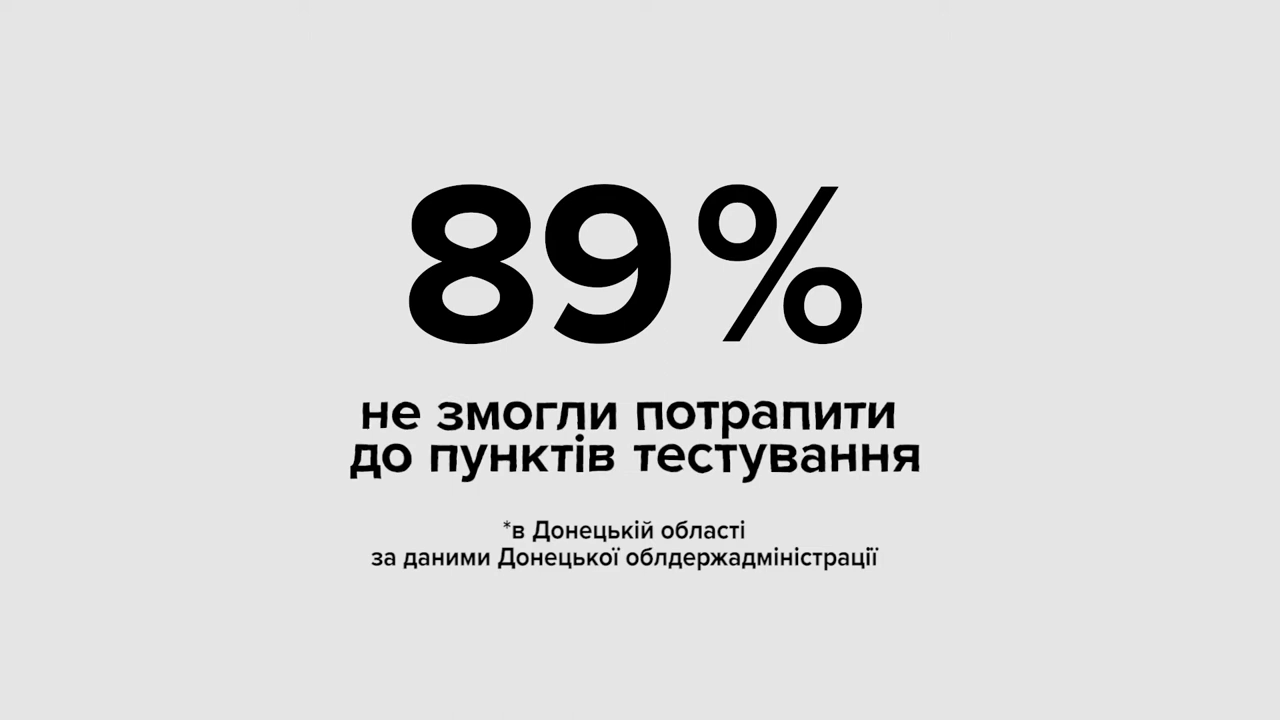 89%
не змогли потрапити
до пунктів тестування
*в Донецькій області
за даними Донецької облдержадміністрації